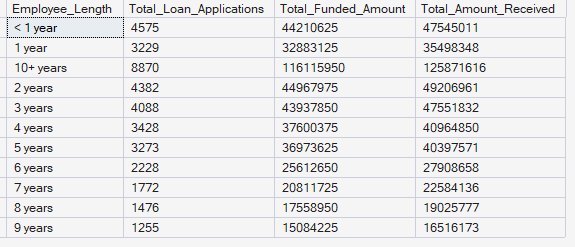 Employee_Length Total_Loan_Applications Total_Funded_Amount Total_Amount_Received
< 1 year 4575 44210625 47545011
1 year 3229 32883125 35498348
10+ years 8870 116115950 125871616
2 years 4382 44967975 49206961
3 years 4088 43937850 47551832
4 years 3428 37600375 40964850
5 years 3273 36973625 40397571
6 years 2228 25612650 27908658
7 years 1772 20811725 22584136
8 years 1476 17558950 19025777
9 years 1255 15084225 16516173